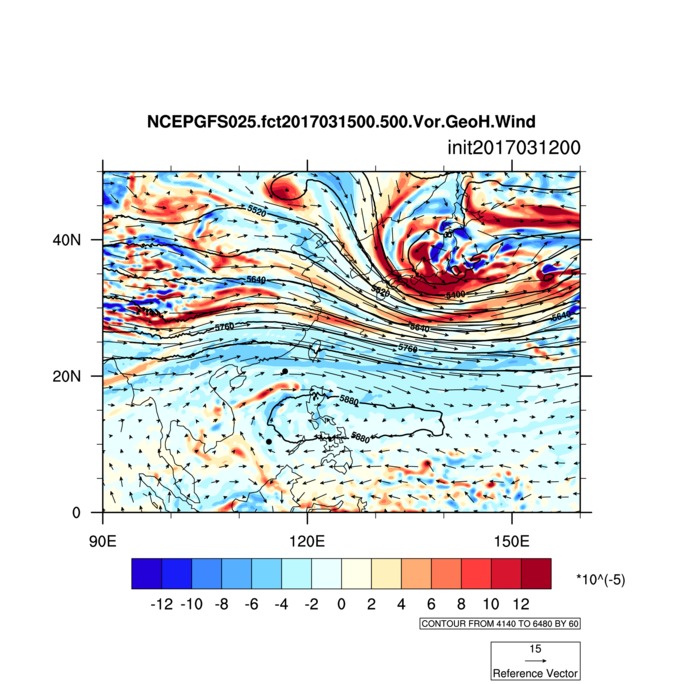 NCEPGFS025.fct2017031500.500.Vor.GeoH.Wind
init2017031200
5520
40N
5640
5520
5400
5640
5640
5760
5760
20N
5880
5880
0
90E 120E 150E
-12 -10 -8 -6 -4 -2 0 2 4 6 8 10 12
*10^(-5)
CONTOUR FROM 4140 TO 6480 BY 60
15
Reference Vector